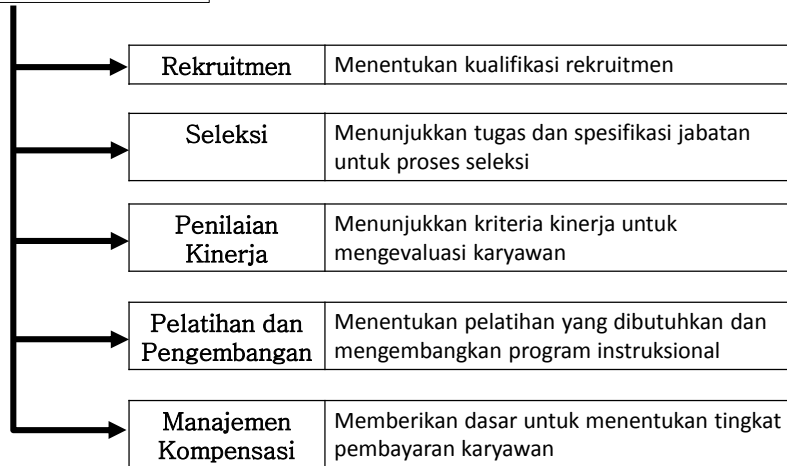 Rekruitmen
Menentukan kualifikasi rekruitmen
Seleksi
Menunjukkan tugas dan spesifikasi jabatan
untuk proses seleksi
Penilaian
Kinerja
Menunjukkan kriteria kinerja untuk
mengevaluasi karyawan
Pelatihan dan
Pengembangan
Menentukan pelatihan yang dibutuhkan dan
mengembangkan program instruksional
Manajemen
Kompensasi
Memberikan dasar untuk menentukan tingkat
pembayaran karyawan